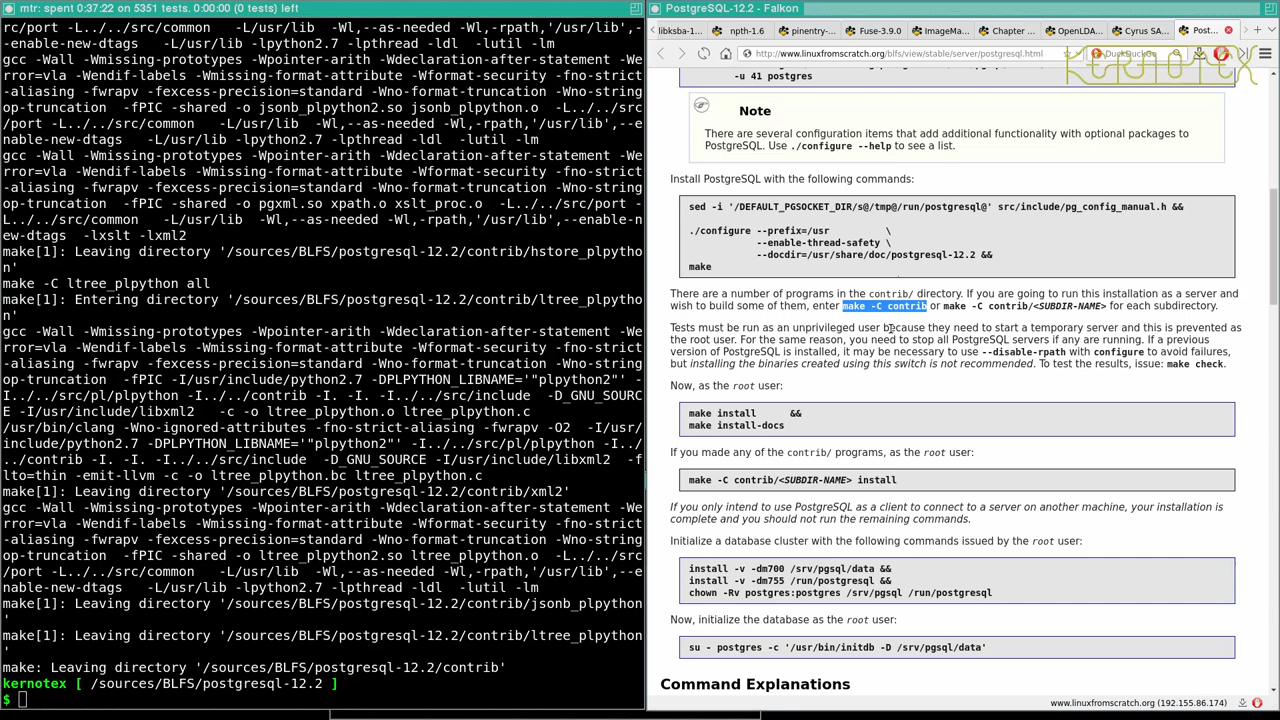 mtr: spent 0:37:22 on 5351 tests. 0:00:00 (0 tests) left
rc/port -L../../src/common    -L/usr/lib  -Wl,--as-needed -Wl,-rpath,'/usr/lib',-
-enable-new-dtags   -L/usr/lib -lpython2.7 -lpthread -ldl  -lutil -lm
gcc -Wall -Wmissing-prototypes -Wpointer-arith -Wdeclaration-after-statement -We
rror=vla -Wendif-labels -Wmissing-format-attribute -Wformat-security -fno-strict
-aliasing -fwrapv -fexcess-precision=standard -Wno-format-truncation -Wno-string
op-truncation  -fPIC -shared -o jsonb_plpython2.so jsonb_plpython.o  -L../../src
/port -L../../src/common    -L/usr/lib  -Wl,--as-needed -Wl,-rpath,'/usr/lib',--e
nable-new-dtags   -L/usr/lib -lpython2.7 -lpthread -ldl  -lutil -lm
gcc -Wall -Wmissing-prototypes -Wpointer-arith -Wdeclaration-after-statement -We
rror=vla -Wendif-labels -Wmissing-format-attribute -Wformat-security -fno-strict
-aliasing -fwrapv -fexcess-precision=standard -Wno-format-truncation -Wno-string
op-truncation  -fPIC -shared -o pgxml.so xpath.o xslt_proc.o  -L../../src/port -
L../../src/common    -L/usr/lib  -Wl,--as-needed -Wl,-rpath,'/usr/lib',--enable-n
ew-dtags  -lxslt -lxml2
make[1]: Leaving directory '/sources/BLFS/postgresql-12.2/contrib/hstore_plpytho
n'
make -C ltree_plpython all
make[1]: Entering directory '/sources/BLFS/postgresql-12.2/contrib/ltree_plpytho
n'
gcc -Wall -Wmissing-prototypes -Wpointer-arith -Wdeclaration-after-statement -We
rror=vla -Wendif-labels -Wmissing-format-attribute -Wformat-security -fno-strict
-aliasing -fwrapv -fexcess-precision=standard -Wno-format-truncation -Wno-string
op-truncation -fPIC -I/usr/include/python2.7 -DPLPYTHON_LIBNAME='"plpython2"' -
I../../src/pl/plpython -I../../contrib -I. -I. -I../../src/include  -D_GNU_SOURC
E -I/usr/include/libxml2   -c -o ltree_plpython.o ltree_plpython.c
/usr/bin/clang -Wno-ignored-attributes -fno-strict-aliasing -fwrapv -O2  -I/usr/
include/python2.7 -DPLPYTHON_LIBNAME='"plpython2"' -I../../src/pl/plpython -I../
../contrib -I. -I. -I../../src/include  -D_GNU_SOURCE -I/usr/include/libxml2  -f
lto=thin -emit-llvm -c -o ltree_plpython.bc ltree_plpython.c
make[1]: Leaving directory '/sources/BLFS/postgresql-12.2/contrib/xml2'
gcc -Wall -Wmissing-prototypes -Wpointer-arith -Wdeclaration-after-statement -We
rror=vla -Wendif-labels -Wmissing-format-attribute -Wformat-security -fno-strict
-aliasing -fwrapv -fexcess-precision=standard -Wno-format-truncation -Wno-string
op-truncation  -fPIC -shared -o ltree_plpython2.so ltree_plpython.o  -L../../src
/port -L../../src/common    -L/usr/lib  -Wl,--as-needed -Wl,-rpath,'/usr/lib',--e
nable-new-dtags   -L/usr/lib -lpython2.7 -lpthread -ldl  -lutil -lm
make[1]: Leaving directory '/sources/BLFS/postgresql-12.2/contrib/jsonb_plpython
'
make[1]: Leaving directory '/sources/BLFS/postgresql-12.2/contrib/ltree_plpython
'
make: Leaving directory '/sources/BLFS/postgresql-12.2/contrib'
kernotex [ /sources/BLFS/postgresql-12.2 ]
$
PostgreSQL-12.2 - Falkon
libksba-1... npth-1.6 pinentry-... Fuse-3.9.0 ImageMa... Chapter ... OpenLDA... Cyrus SA... Post...
http://www.linuxfromscratch.org/blfs/view/stable/server/postgresql.html DuckDuckGo
KERNOTEX
-u 41 postgres
Note
There are several configuration items that add additional functionality with optional packages to
PostgreSQL. Use ./configure --help to see a list.
Install PostgreSQL with the following commands:
sed -i '/DEFAULT_PGSOCKET_DIR/s@/tmp@/run/postgresql@' src/include/pg_config_manual.h &&
./configure --prefix=/usr          \
--enable-thread-safety \
--docdir=/usr/share/doc/postgresql-12.2 &&
make
There are a number of programs in the contrib/ directory. If you are going to run this installation as a server and
wish to build some of them, enter make -C contrib or make -C contrib/<SUBDIR-NAME> for each subdirectory.
Tests must be run as an unprivileged user because they need to start a temporary server and this is prevented as
the root user. For the same reason, you need to stop all PostgreSQL servers if any are running. If a previous
version of PostgreSQL is installed, it may be necessary to use --disable-rpath with configure to avoid failures,
but installing the binaries created using this switch is not recommended. To test the results, issue: make check.
Now, as the root user:
make install      &&
make install-docs
If you made any of the contrib/ programs, as the root user:
make -C contrib/<SUBDIR-NAME> install
If you only intend to use PostgreSQL as a client to connect to a server on another machine, your installation is
complete and you should not run the remaining commands.
Initialize a database cluster with the following commands issued by the root user:
install -v -dm700 /srv/pgsql/data &&
install -v -dm755 /run/postgresql &&
chown -Rv postgres:postgres /srv/pgsql /run/postgresql
Now, initialize the database as the root user:
su - postgres -c '/usr/bin/initdb -D /srv/pgsql/data'
Command Explanations
www.linuxfromscratch.org (192.155.86.174)